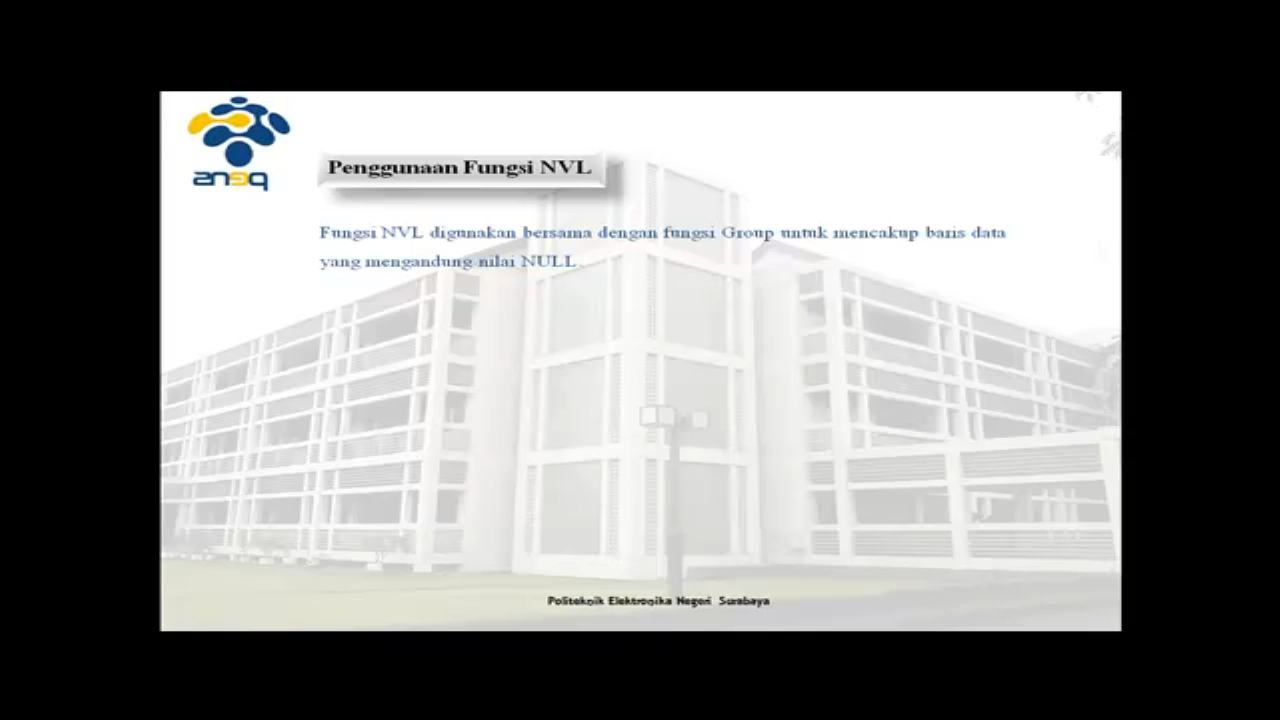 pens
Penggunaan Fungsi NVL
Fungsi NVL digunakan bersama dengan fungsi Group untuk mencakup baris data
yang mengandung nilai NULL.
Politeknik Elektronika Negeri Surabaya